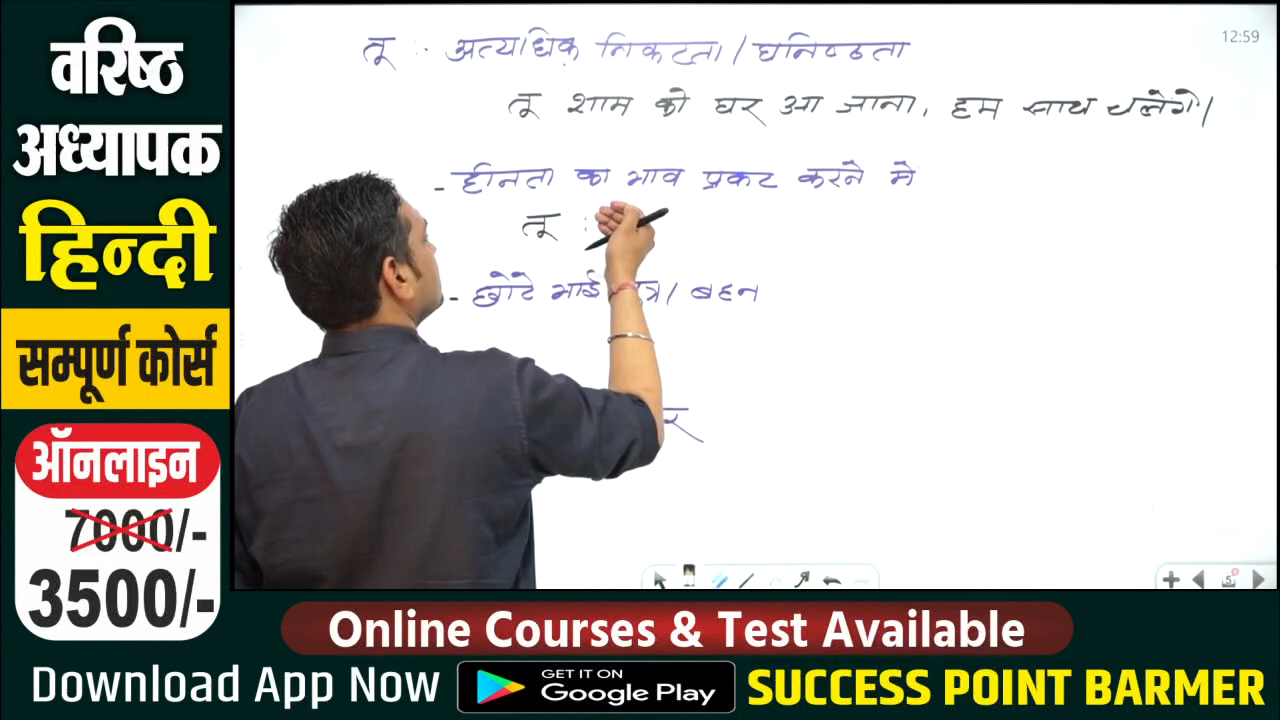 वरिष्ठ
अध्यापक
हिन्दी
सम्पूर्ण कोर्स
ऑनलाइन
7000/-
3500/-
12:59
तू :- अत्याधिक निकटता / घनिष्ठता
तू शाम को घर आ जाना, हम साथ चलेंगे।
- हीनता का भाव प्रकट करने मे
तू :
- छोटे भाई / बहन
र
5
Online Courses & Test Available
Download App Now
GET IT ON
Google Play
SUCCESS POINT BARMER